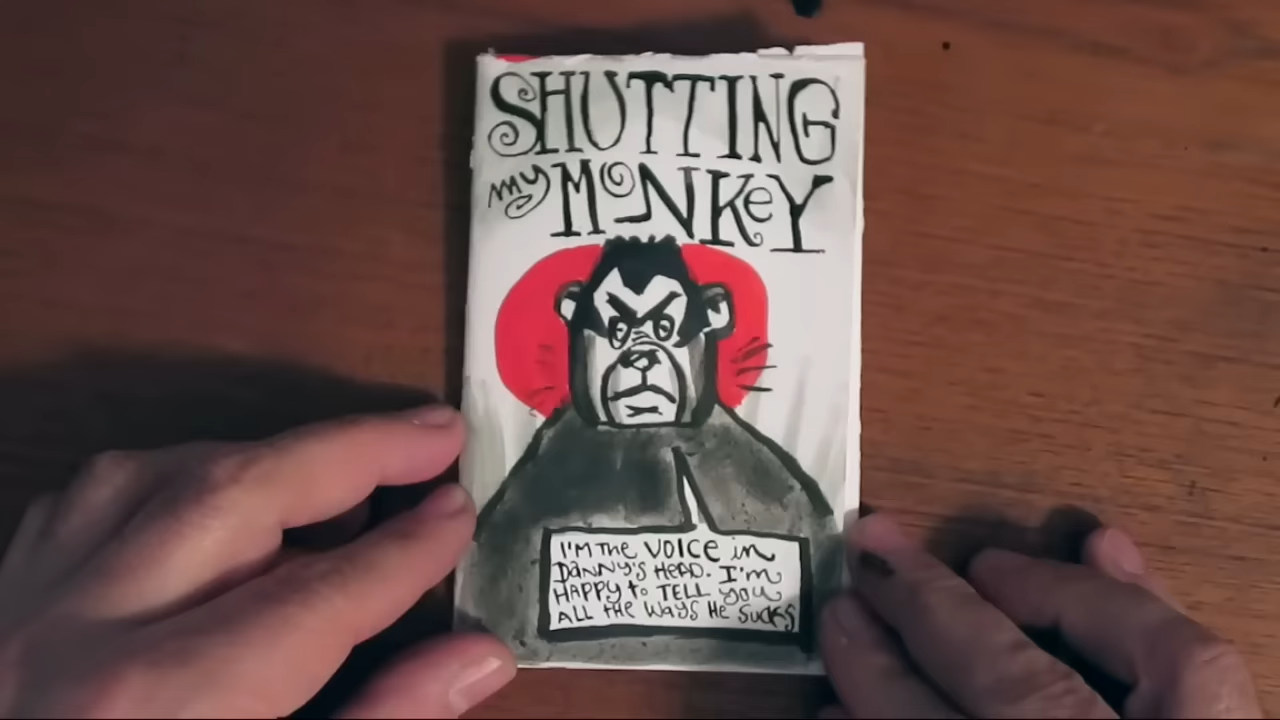 SHUTTING
my MONKeY
I'M The VOICE in
DANNY'S HEAD. I'm
HAPPY to TELL you
ALL tHe WAYS He SUCKS